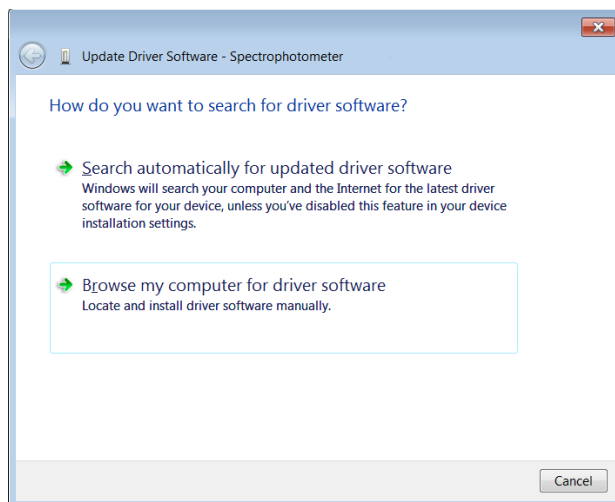 Update Driver Software - Spectrophotometer
How do you want to search for driver software?
Search automatically for updated driver software
Windows will search your computer and the Internet for the latest driver
software for your device, unless you've disabled this feature in your device
installation settings.
Browse my computer for driver software
Locate and install driver software manually.
Cancel